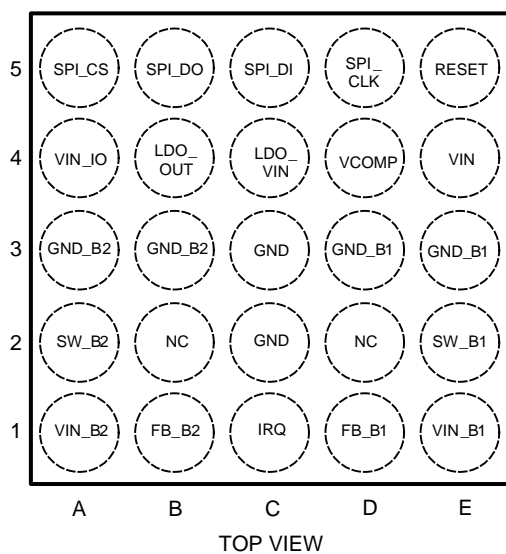 5 SPI_CS SPI_DO SPI_DI SPI_ CLK RESET
4 VIN_IO LDO_ OUT LDO_ VIN VCOMP VIN
3 GND_B2 GND_B2 GND GND_B1 GND_B1
2 SW_B2 NC GND NC SW_B1
1 VIN_B2 FB_B2 IRQ FB_B1 VIN_B1
A B C D E
TOP VIEW